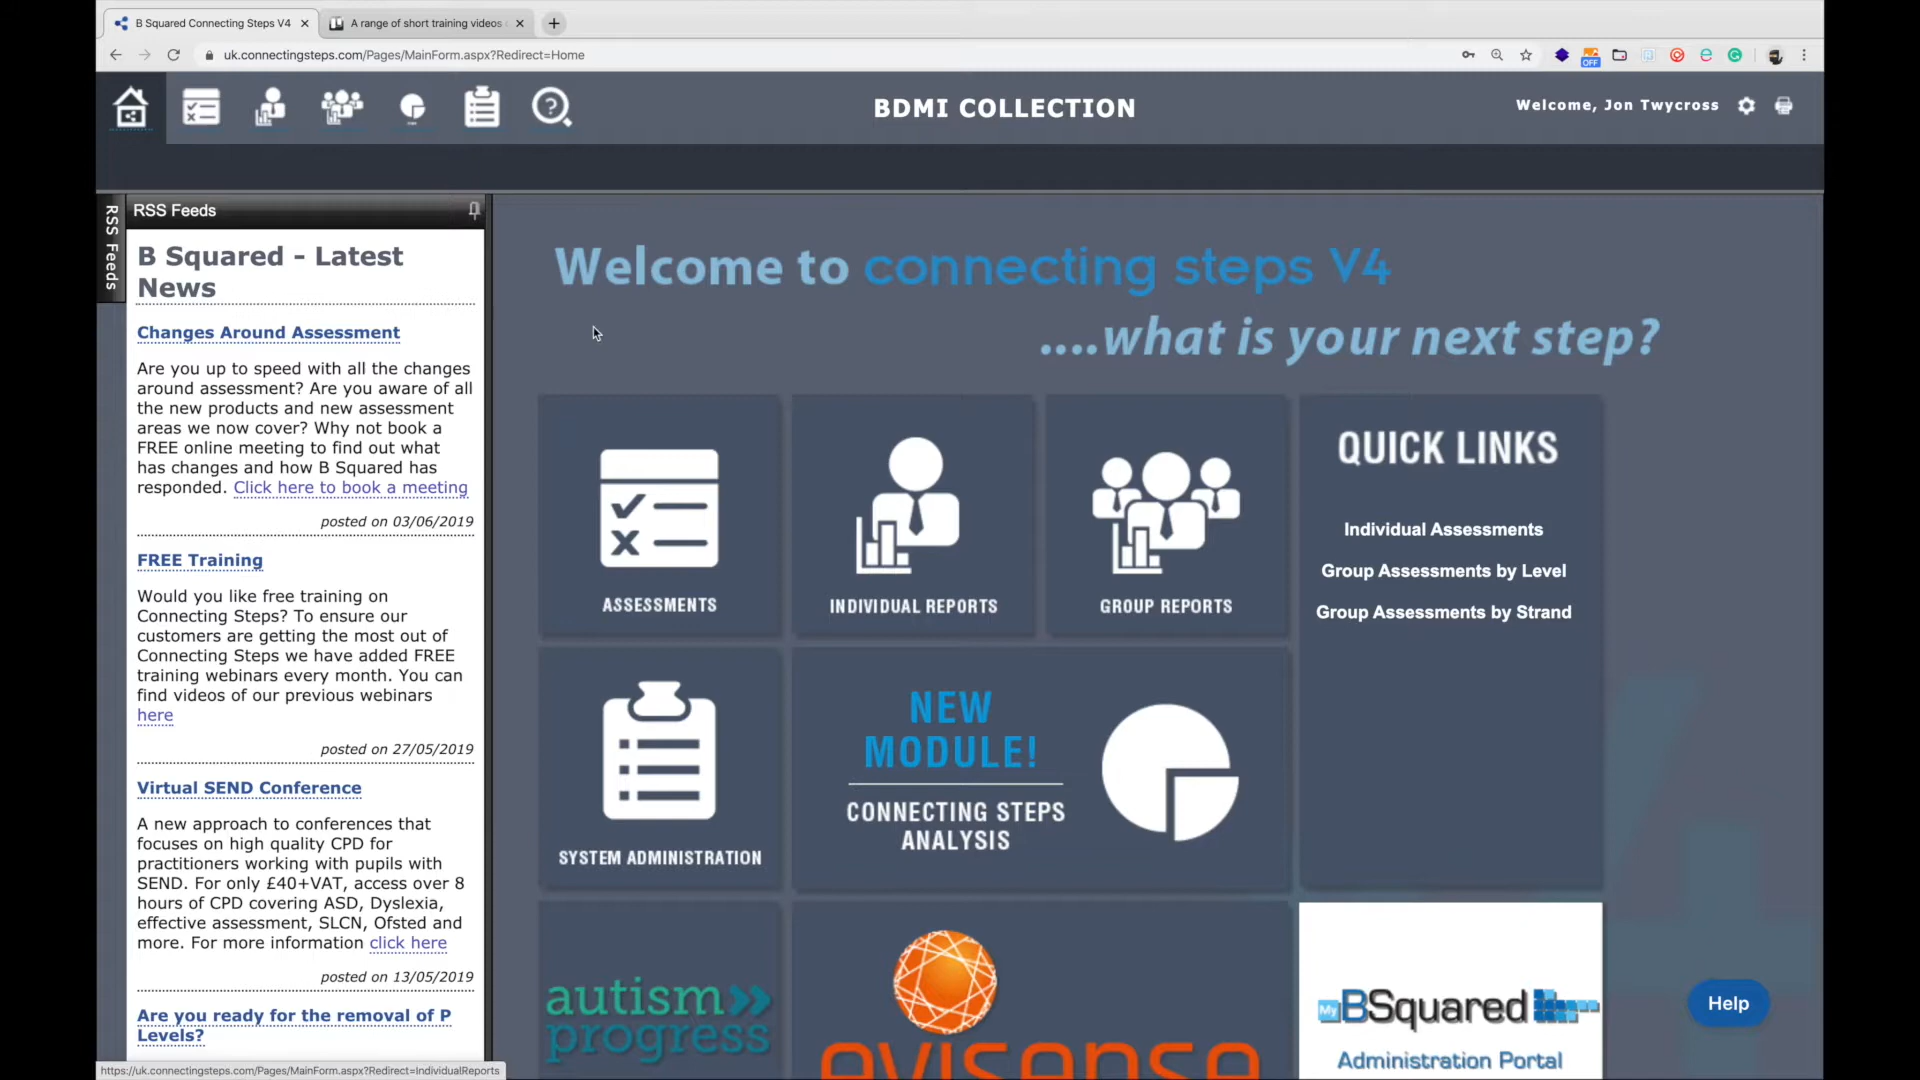 B Squared Connecting Steps V4
A range of short training videos
uk.connectingsteps.com/Pages/MainForm.aspx?Redirect=Home
OFF
BDMI COLLECTION
Welcome, Jon Twycross
RSS Feeds
RSS Feeds
B Squared - Latest
News
Changes Around Assessment
Are you up to speed with all the changes
around assessment? Are you aware of all
the new products and new assessment
areas we now cover? Why not book a
FREE online meeting to find out what
has changes and how B Squared has
responded. Click here to book a meeting
posted on 03/06/2019
FREE Training
Would you like free training on
Connecting Steps? To ensure our
customers are getting the most out of
Connecting Steps we have added FREE
training webinars every month. You can
find videos of our previous webinars
here
posted on 27/05/2019
Virtual SEND Conference
A new approach to conferences that
focuses on high quality CPD for
practitioners working with pupils with
SEND. For only £40+VAT, access over 8
hours of CPD covering ASD, Dyslexia,
effective assessment, SLCN, Ofsted and
more. For more information click here
posted on 13/05/2019
Are you ready for the removal of P
Levels?
https://uk.connectingsteps.com/Pages/MainForm.aspx?Redirect=IndividualReports
Welcome to connecting steps V4
....what is your next step?
ASSESSMENTS
INDIVIDUAL REPORTS
GROUP REPORTS
QUICK LINKS
Individual Assessments
Group Assessments by Level
Group Assessments by Strand
SYSTEM ADMINISTRATION
NEW
MODULE!
CONNECTING STEPS
ANALYSIS
autism
progress
evisense
My BSquared
Administration Portal
Help